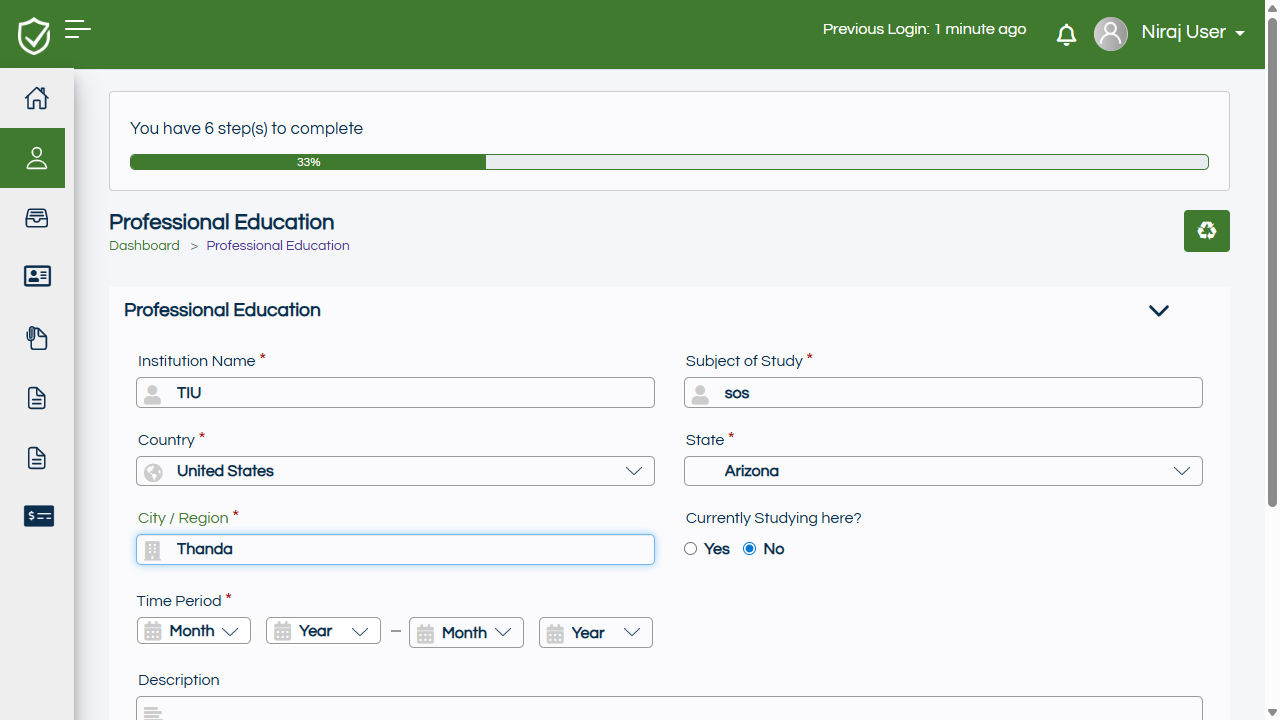 Previous Login: 1 minute ago
Niraj User
You have 6 step(s) to complete
33%
Professional Education
Dashboard > Professional Education
Professional Education
Institution Name * Subject of Study *
TIU sos
Country * State *
United States Arizona
City / Region * Currently Studying here?
Thanda Yes No
Time Period *
Month Year – Month Year
Description